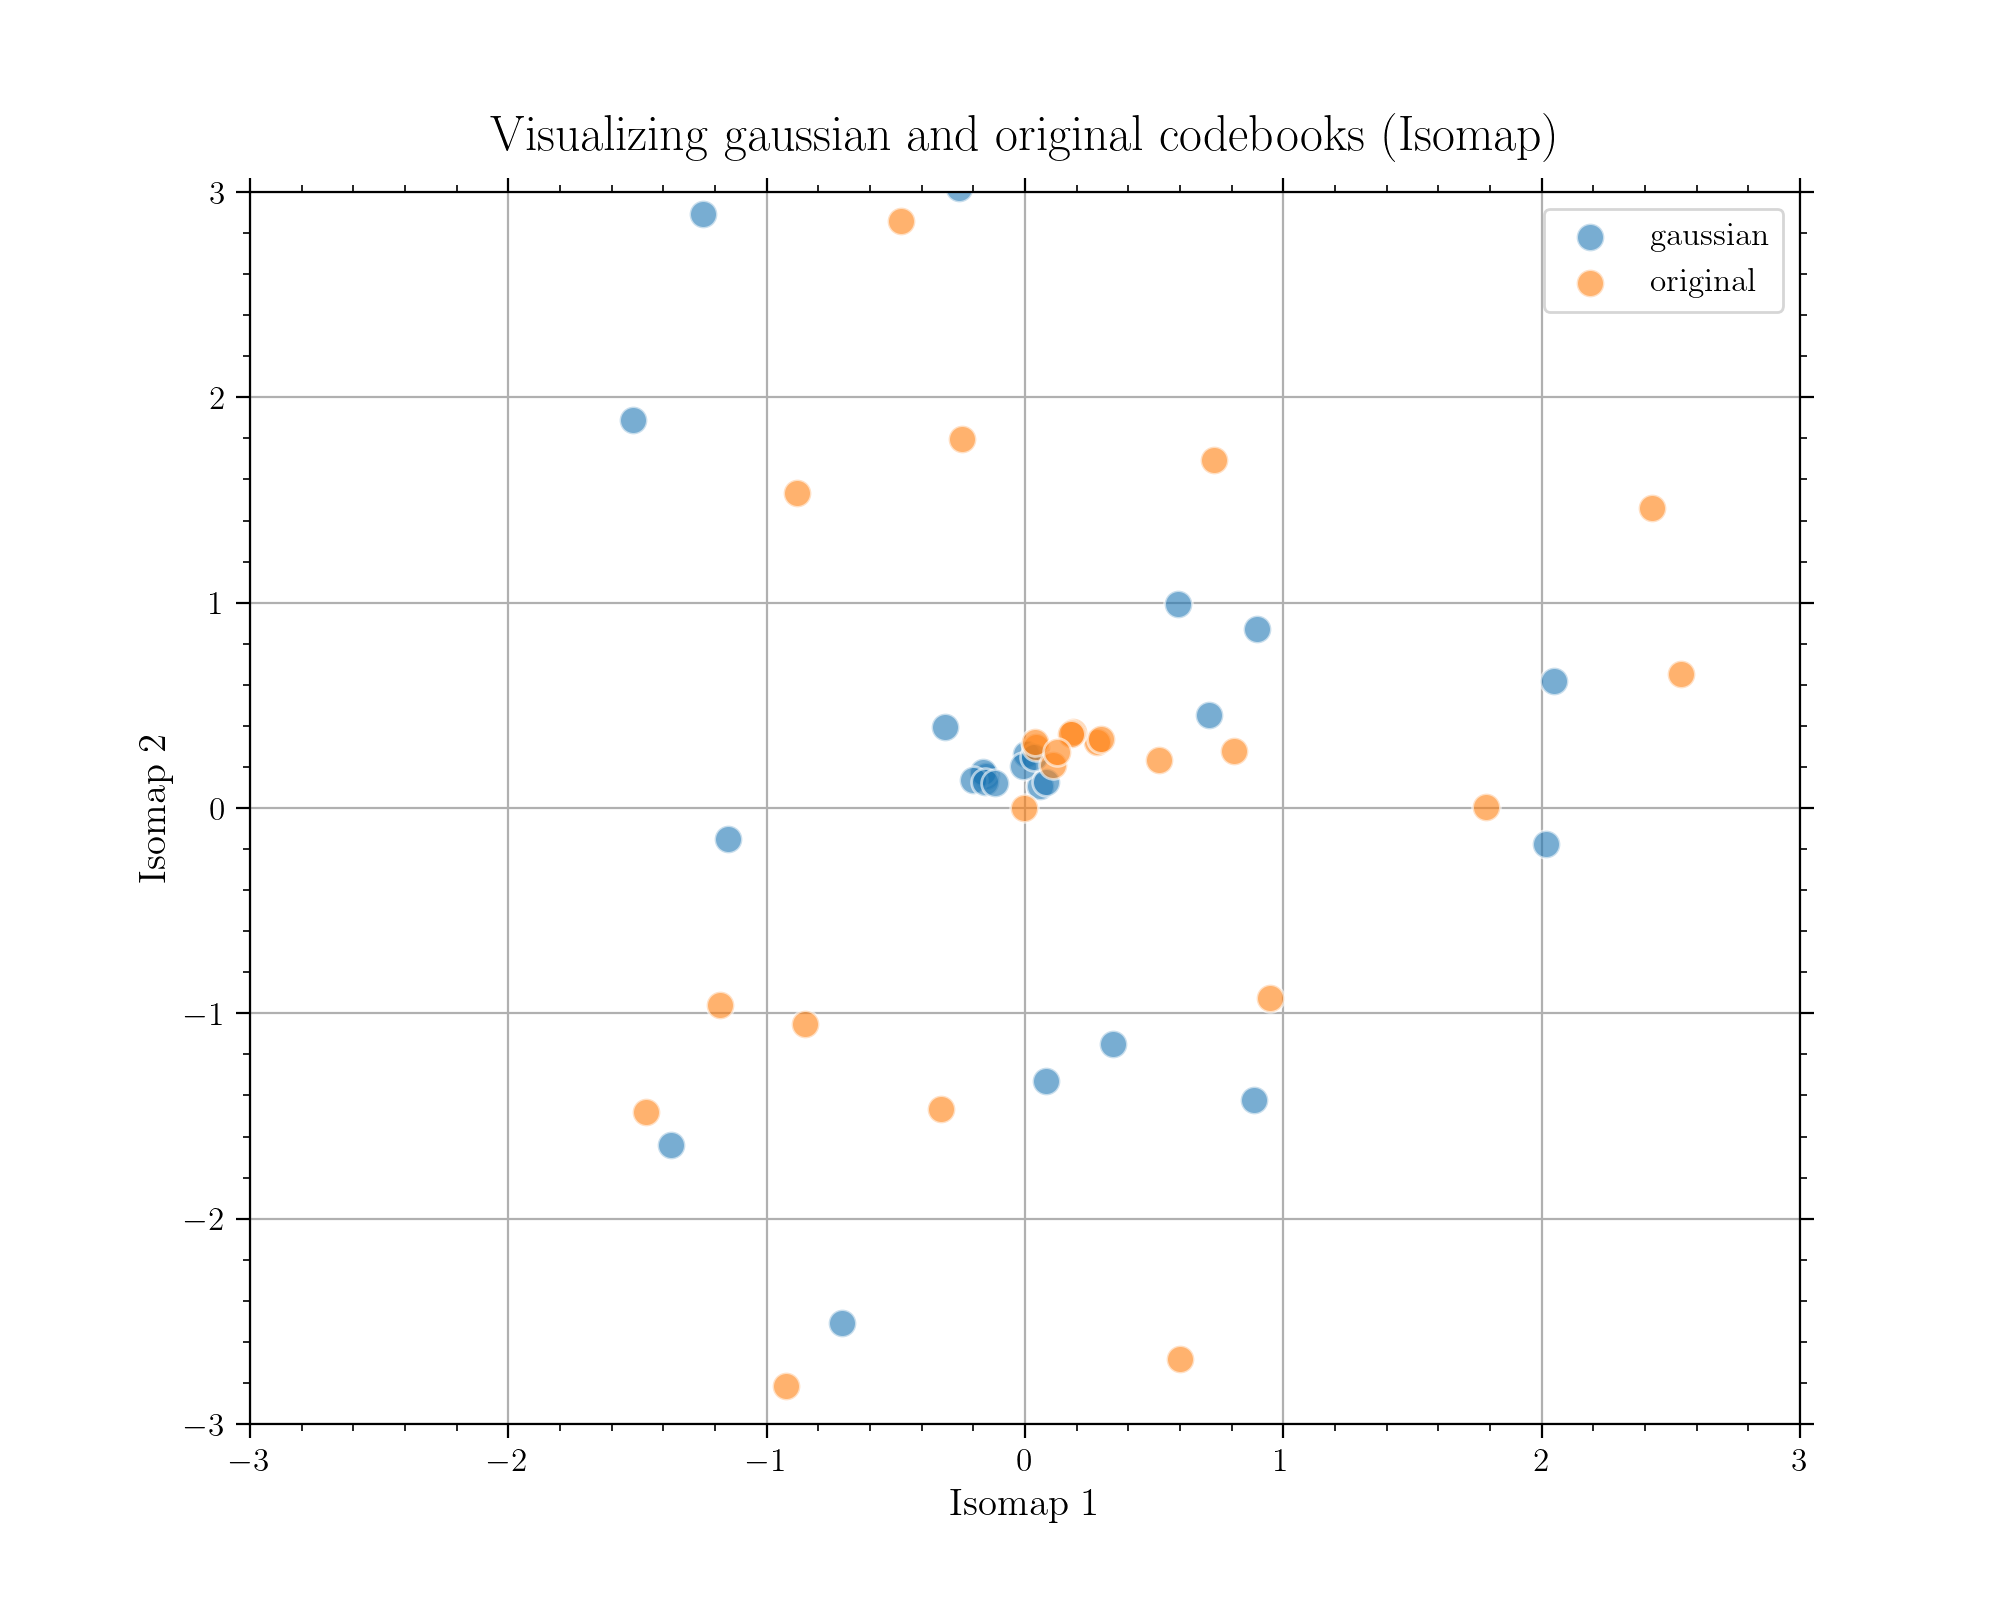 Visualizing gaussian and original codebooks (Isomap)
gaussian
original
3
2
1
0
−1
−2
−3
Isomap 2
−3
−2
−1
0
1
2
3
Isomap 1